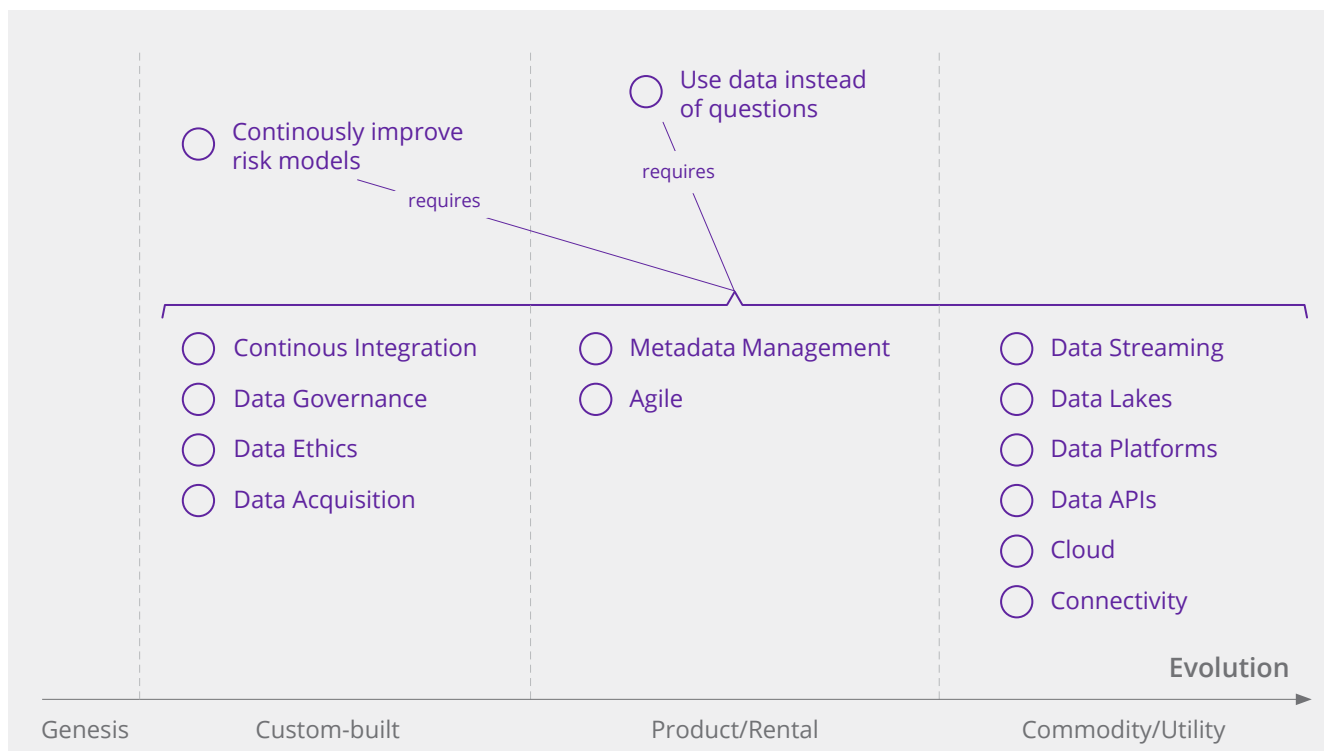 Use data instead
of questions
Continously improve
risk models
requires
requires
Continous Integration
Data Governance
Data Ethics
Data Acquisition
Metadata Management
Agile
Data Streaming
Data Lakes
Data Platforms
Data APIs
Cloud
Connectivity
Evolution
Genesis
Custom-built
Product/Rental
Commodity/Utility